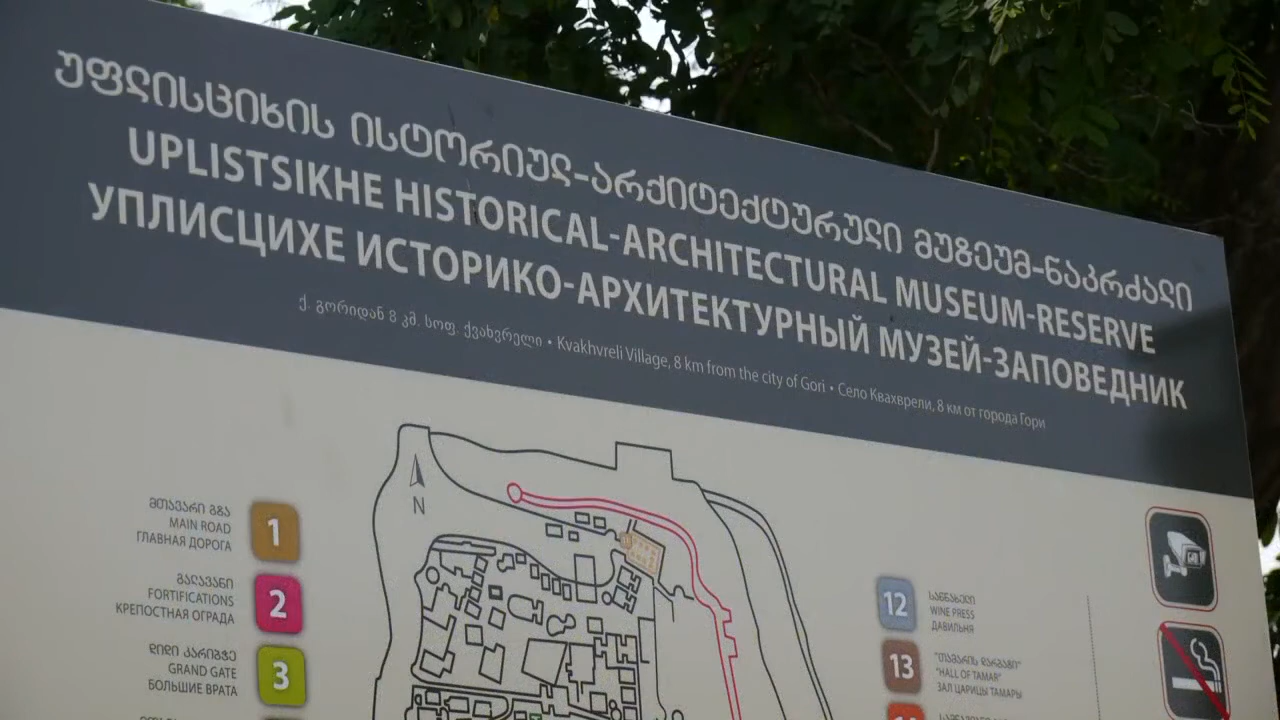 უფლისციხის ისტორიულ-არქიტექტურული მუზეუმ-ნაკრძალი
UPLISTSIKHE HISTORICAL-ARCHITECTURAL MUSEUM-RESERVE
УПЛИСЦИХЕ ИСТОРИКО-АРХИТЕКТУРНЫЙ МУЗЕЙ-ЗАПОВЕДНИК
ქ. გორიდან 8 კმ. სოფ. ქვახვრელი • Kvakhvreli Village, 8 km from the city of Gori • Село Квахврели, 8 км от города Гори
N
მთავარი გზა
MAIN ROAD
ГЛАВНАЯ ДОРОГА
1
გალავანი
FORTIFICATIONS
КРЕПОСТНАЯ ОГРАДА
2
დიდი კარიბჭე
GRAND GATE
БОЛЬШИЕ ВРАТА
3
12
საწნახელი
WINE PRESS
ДАВИЛЬНЯ
13
"თამარის დარბაზი"
"HALL OF TAMAR"
ЗАЛ ЦАРИЦЫ ТАМАРЫ